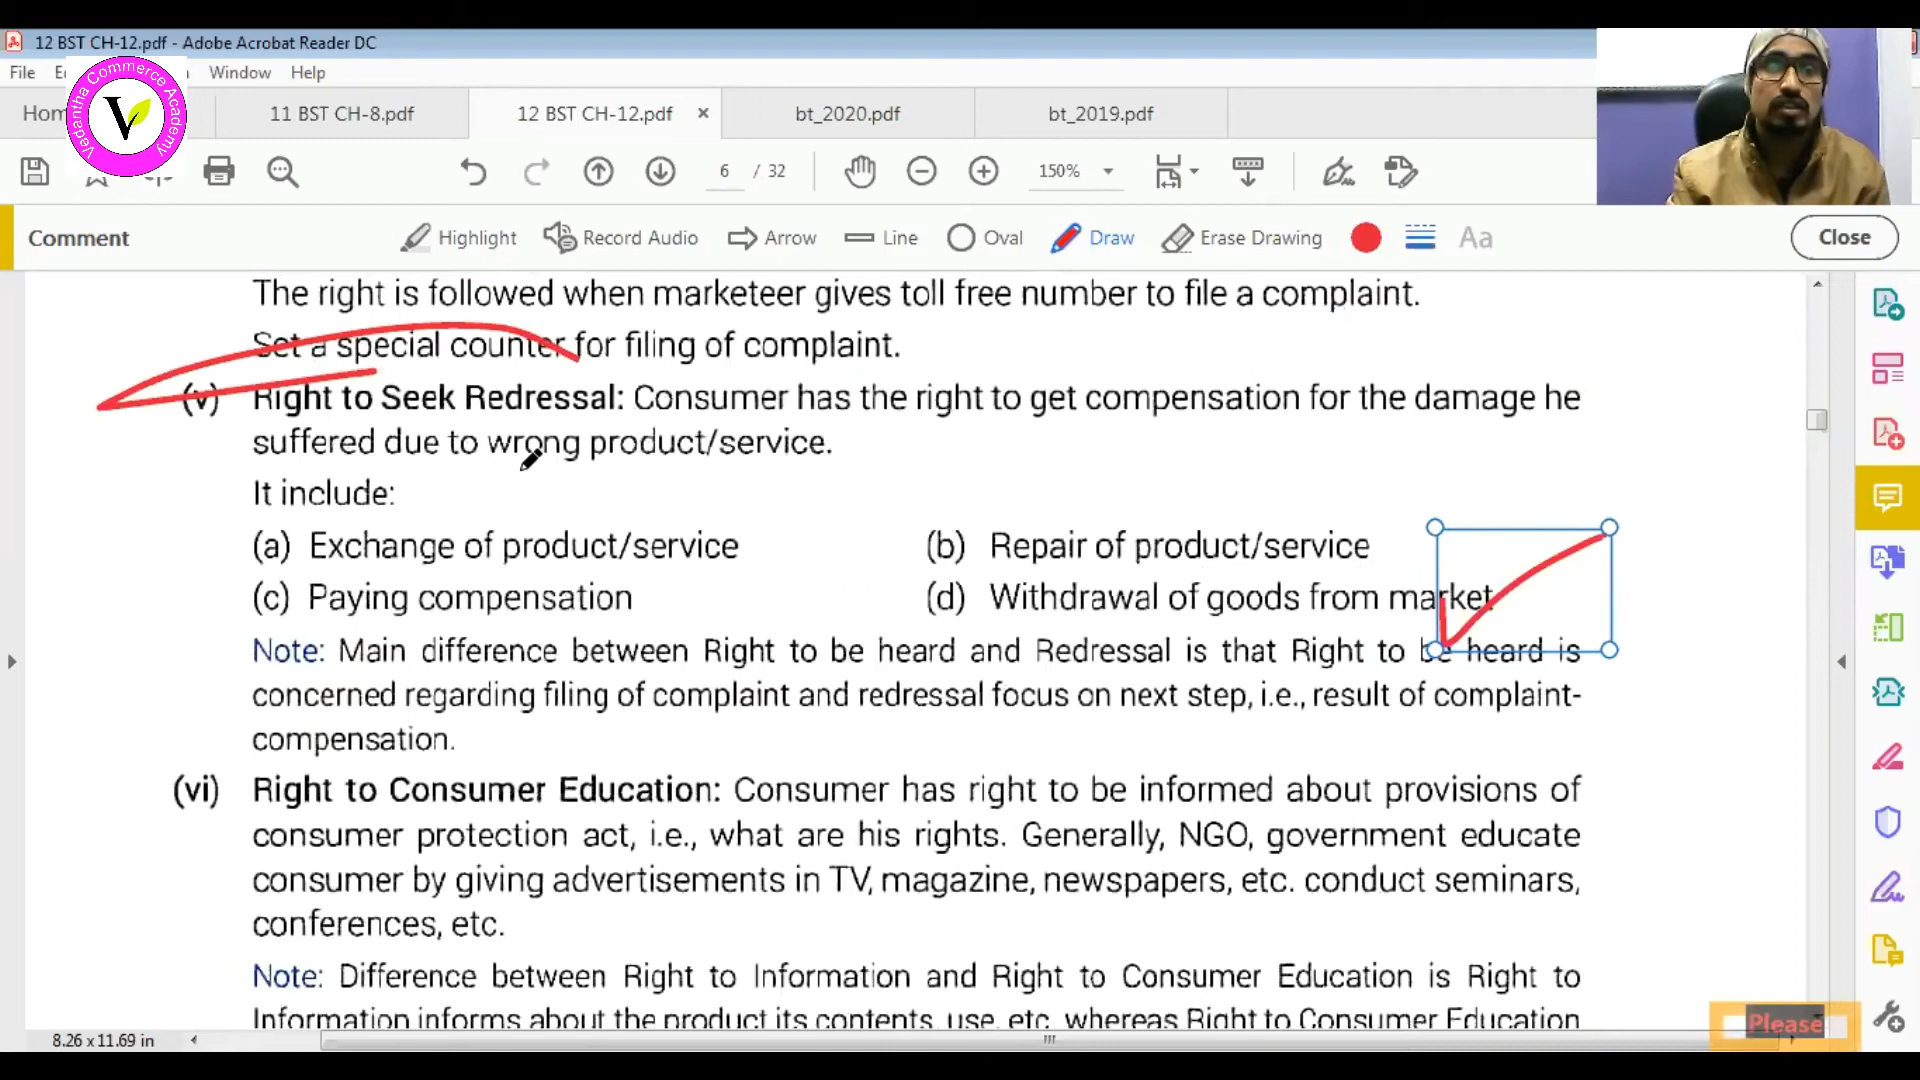 12 BST CH-12.pdf - Adobe Acrobat Reader DC
File
Window Help
Vedantha Commerce Academy
V
11 BST CH-8.pdf 12 BST CH-12.pdf × bt_2020.pdf bt_2019.pdf
6 / 32 150%
Comment Highlight Record Audio Arrow Line Oval Draw Erase Drawing Aa Close
The right is followed when marketeer gives toll free number to file a complaint.
Set a special counter for filing of complaint.
(v) Right to Seek Redressal: Consumer has the right to get compensation for the damage he
suffered due to wrong product/service.
It include:
(a) Exchange of product/service (b) Repair of product/service
(c) Paying compensation (d) Withdrawal of goods from market
Note: Main difference between Right to be heard and Redressal is that Right to be heard is
concerned regarding filing of complaint and redressal focus on next step, i.e., result of complaint-
compensation.
(vi) Right to Consumer Education: Consumer has right to be informed about provisions of
consumer protection act, i.e., what are his rights. Generally, NGO, government educate
consumer by giving advertisements in TV, magazine, newspapers, etc. conduct seminars,
conferences, etc.
Note: Difference between Right to Information and Right to Consumer Education is Right to
Information informs about the product its contents, use, etc. whereas Right to Consumer Education
Please
8.26 x 11.69 in